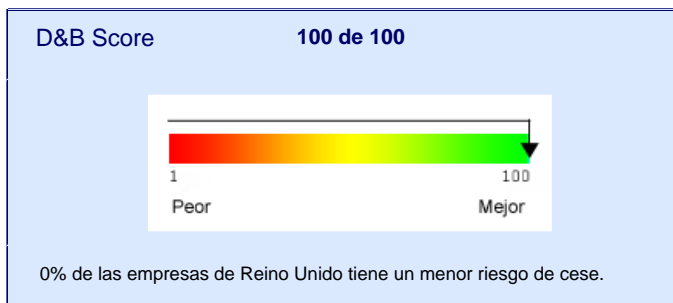 D&B Score 100 de 100
1 100
Peor Mejor
0% de las empresas de Reino Unido tiene un menor riesgo de cese.